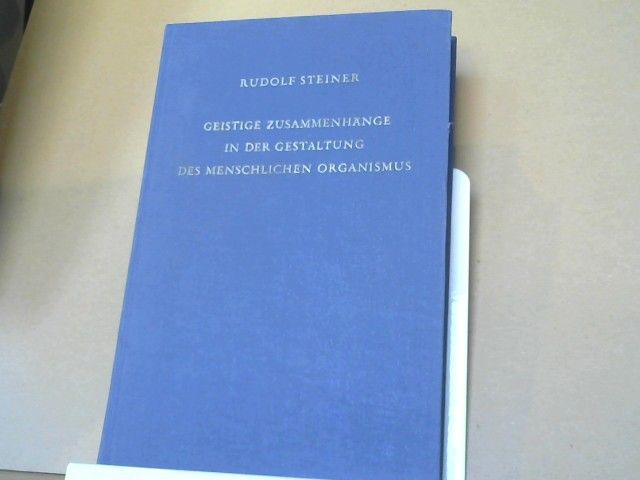 RUDOLF STEINER
GEISTIGE ZUSAMMENHÄNGE
IN DER GESTALTUNG
DES MENSCHLICHEN ORGANISMUS